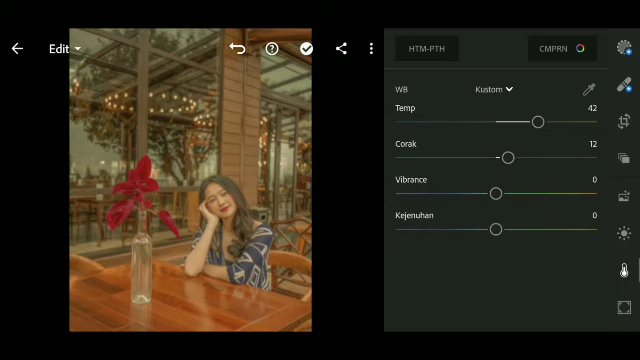 Edit
HTM-PTH
CMPRN
WB
Kustom
Temp
42
Corak
12
Vibrance
0
Kejenuhan
0